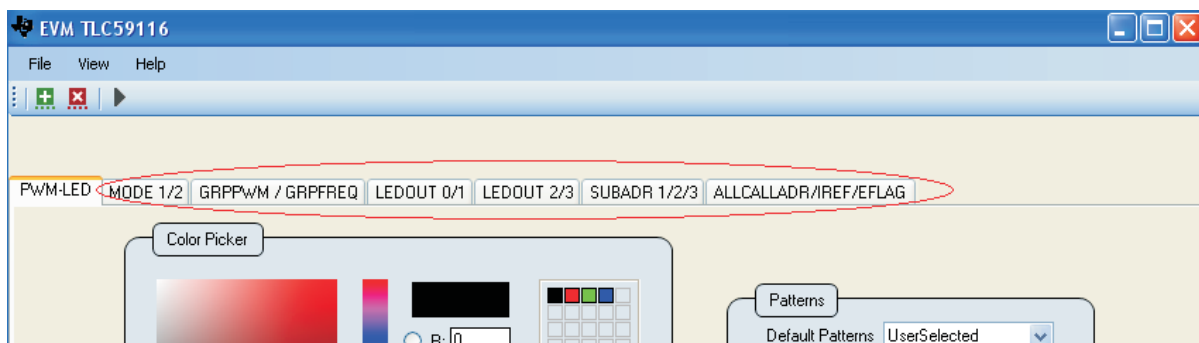 EVM TLC59116
File View Help
PWM-LED MODE 1/2 GRPPWM / GRPFREQ LEDOUT 0/1 LEDOUT 2/3 SUBADR 1/2/3 ALLCALLADR/IREF/EFLAG
Color Picker
Patterns
R: 0
Default Patterns UserSelected